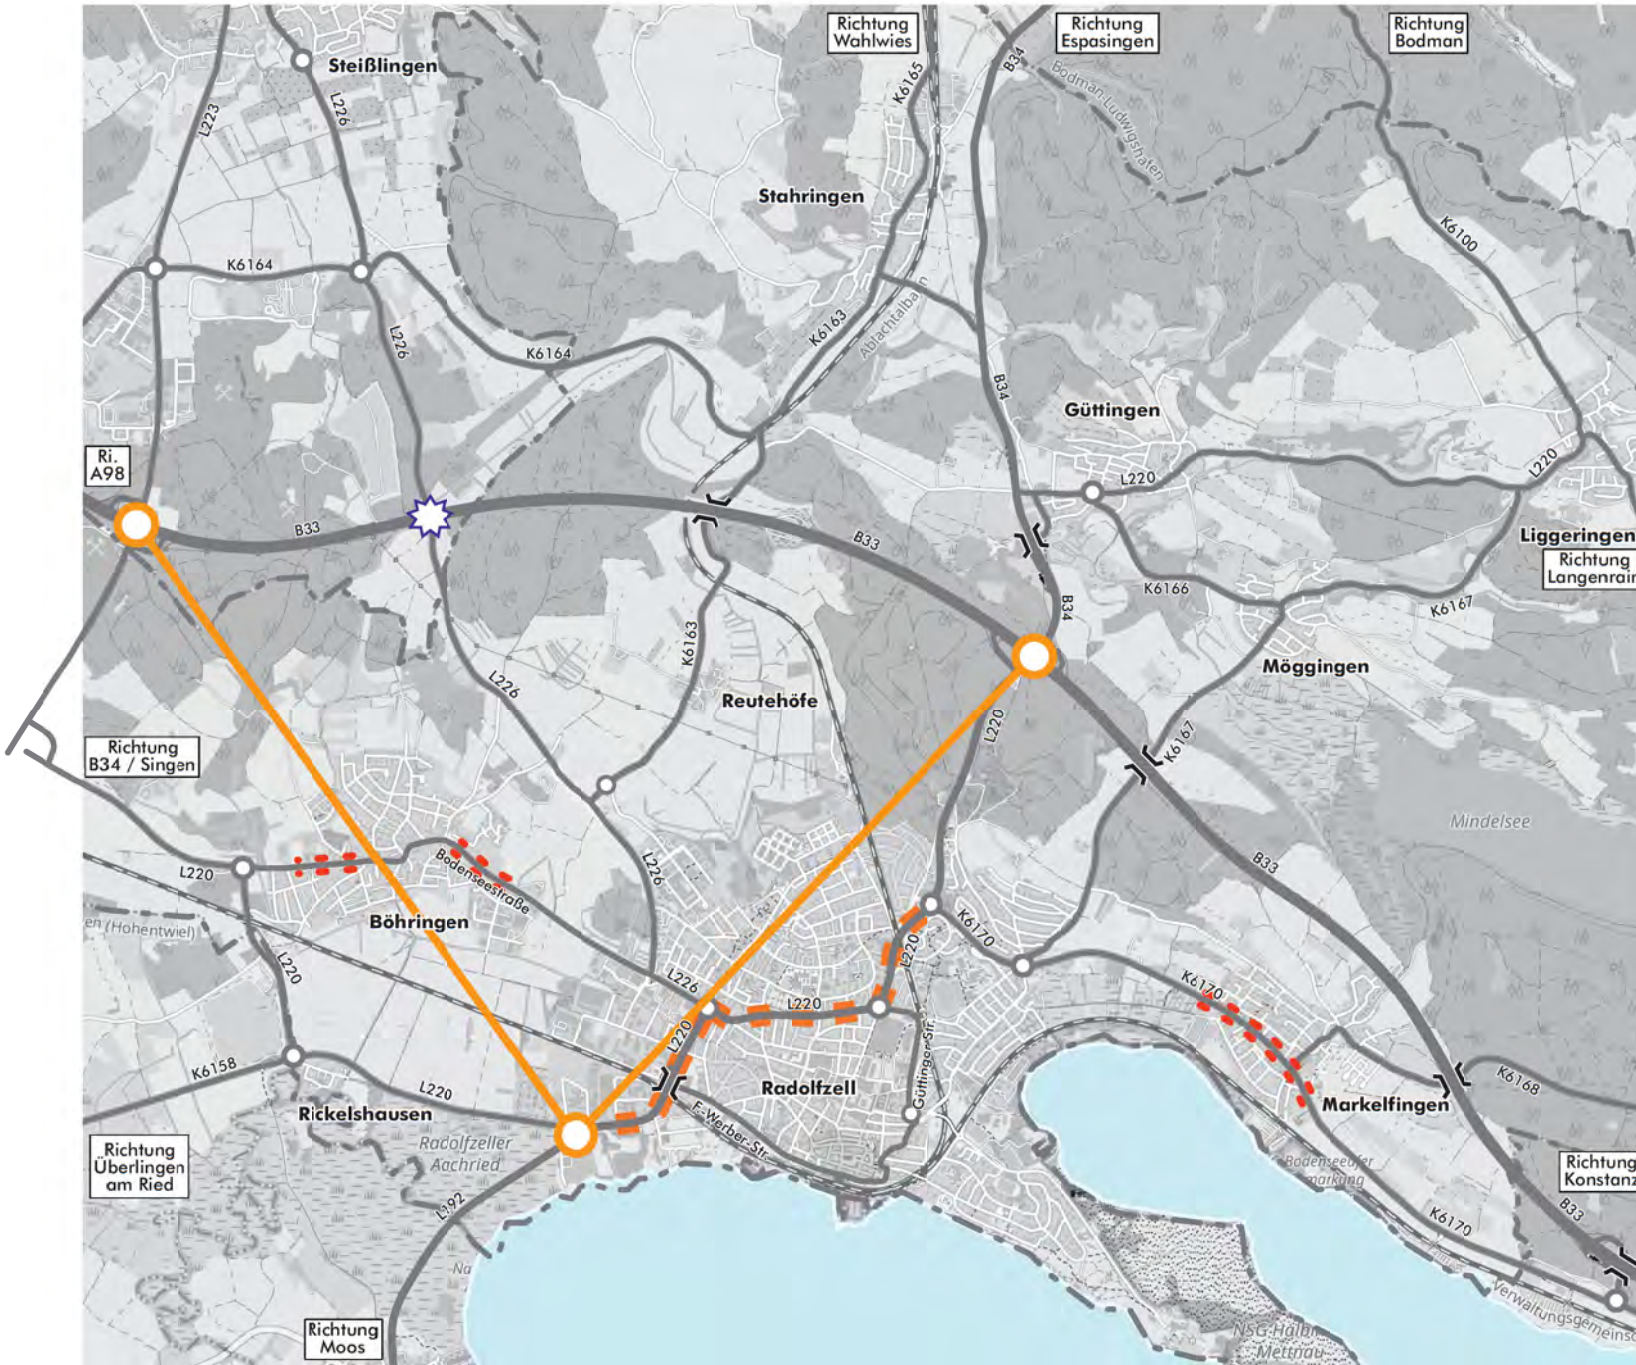 Richtung
Wahlwies
Richtung
Espasingen
Richtung
Bodman
Steißlingen
B34
Bodman-Ludwigshafen
K6165
L223
L226
Stahringen
K6100
K6164
Ablachtalbahn
K6163
L226
K6164
B34
Güttingen
Ri.
A98
L220
L220
B33
B33
Liggeringen
Richtung
Langenrain
K6166
B34
K6167
K6163
Möggingen
L226
Reutehöfe
L220
K6167
Richtung
B34 / Singen
Mindelsee
Bodenseestraße
L220
B33
L226
Böhringen
en (Hohentwiel)
K6170
L220
L220
L226
K6170
L220
L220
Güttinger Str.
K6158
L220
Radolfzell
K6168
Rickelshausen
F.-Werber-Str.
Markelfingen
Radolfzeller
Aachried
Richtung
Überlingen
am Ried
Bodenseeufer
markung
Richtung
Konstanz
L192
B33
K6170
Na
Verwaltungsgemeinsc
Richtung
Moos
NSG Halbi
Mettnau